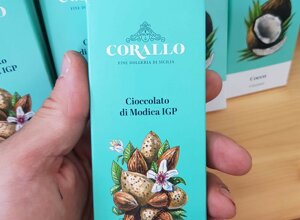 CORALLO
FINE DOLCERIA DI SICILIA
Cioccolato
di Modica IGP
Cocco